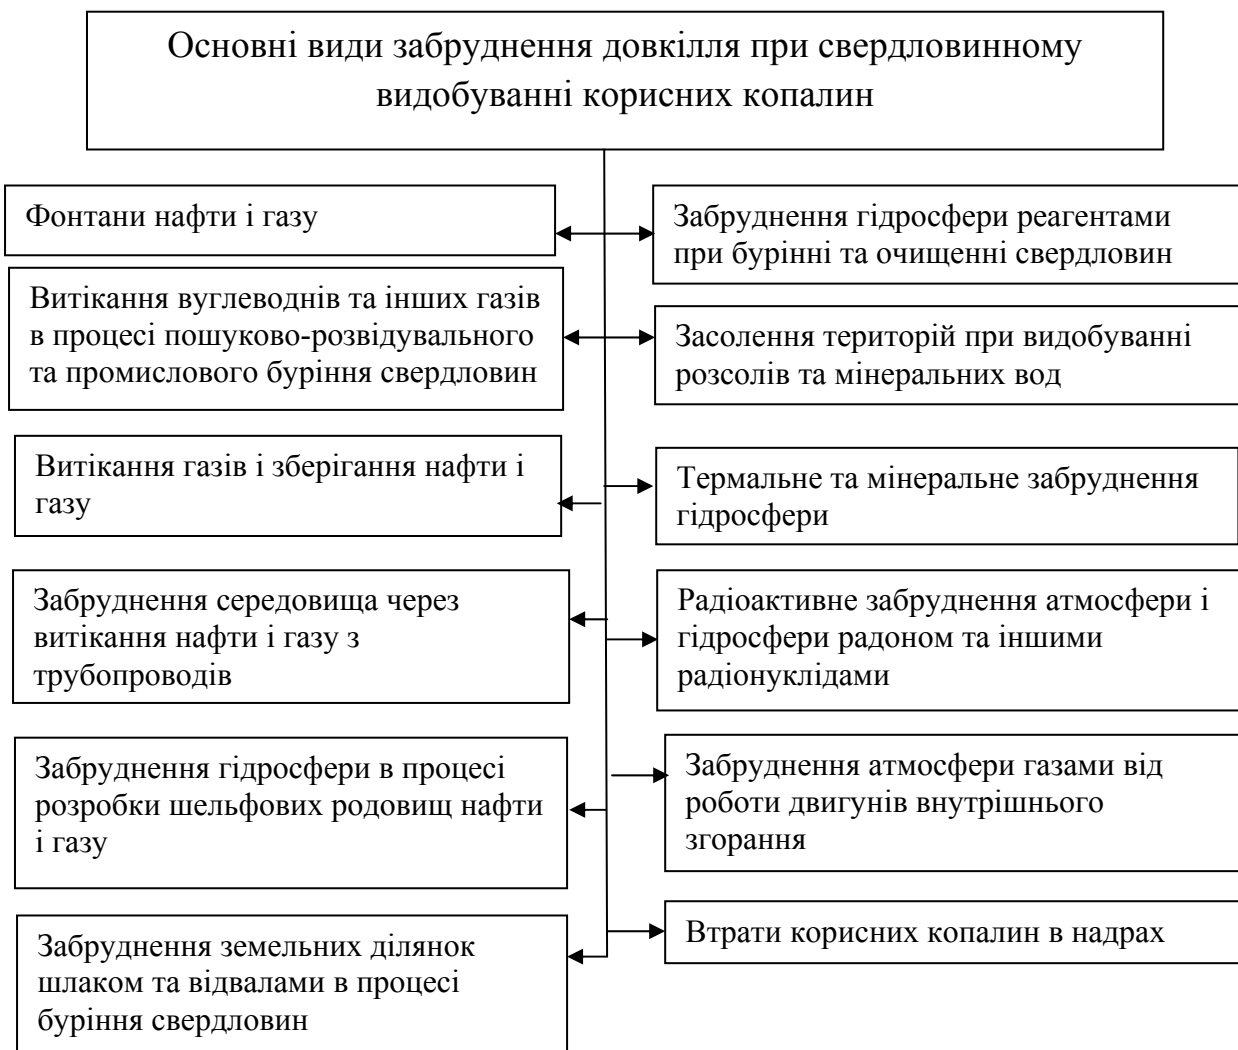 Основні види забруднення довкілля при свердловинному
видобуванні корисних копалин
Фонтани нафти і газу
Витікання вуглеводнів та інших газів
в процесі пошуково-розвідувального
та промислового буріння свердловин
Витікання газів і зберігання нафти і
газу
Забруднення середовища через
витікання нафти і газу з
трубопроводів
Забруднення гідросфери в процесі
розробки шельфових родовищ нафти
і газу
Забруднення земельних ділянок
шлаком та відвалами в процесі
буріння свердловин
Забруднення гідросфери реагентами
при бурінні та очищенні свердловин
Засолення територій при видобуванні
розсолів та мінеральних вод
Термальне та мінеральне забруднення
гідросфери
Радіоактивне забруднення атмосфери і
гідросфери радоном та іншими
радіонуклідами
Забруднення атмосфери газами від
роботи двигунів внутрішнього
згорання
Втрати корисних копалин в надрах